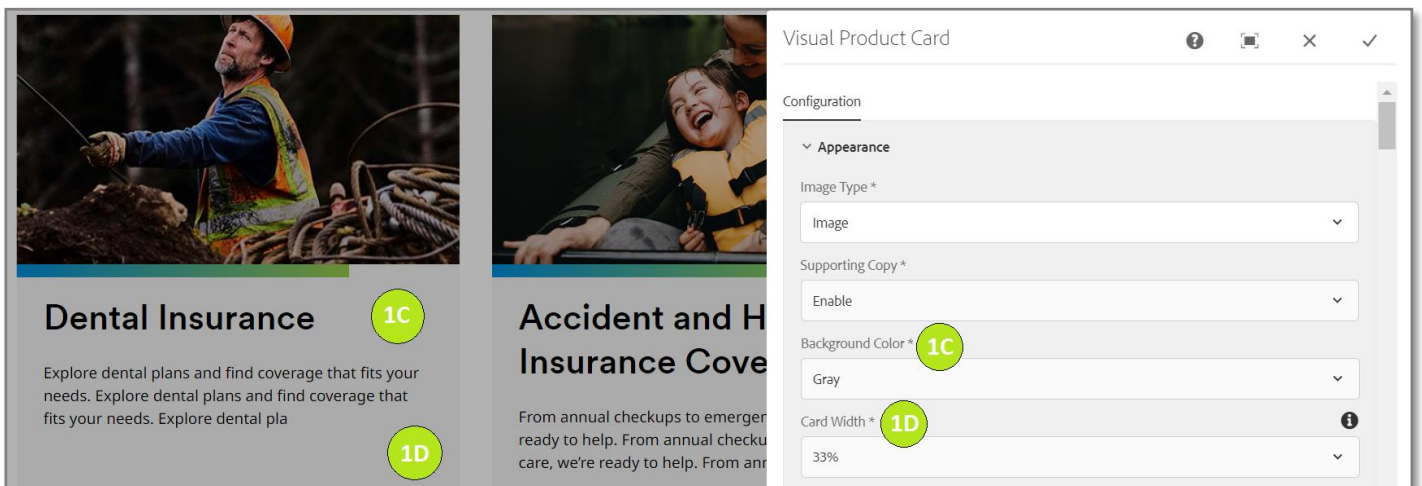 Dental Insurance
1C
Explore dental plans and find coverage that fits your
needs. Explore dental plans and find coverage that
fits your needs. Explore dental pla
1D
Accident and H
Insurance Cove
From annual checkups to emerger
ready to help. From annual checku
care, we're ready to help. From anr
Visual Product Card
Configuration
Appearance
Image Type *
Image
Supporting Copy *
Enable
Background Color * 1C
Gray
Card Width * 1D
33%